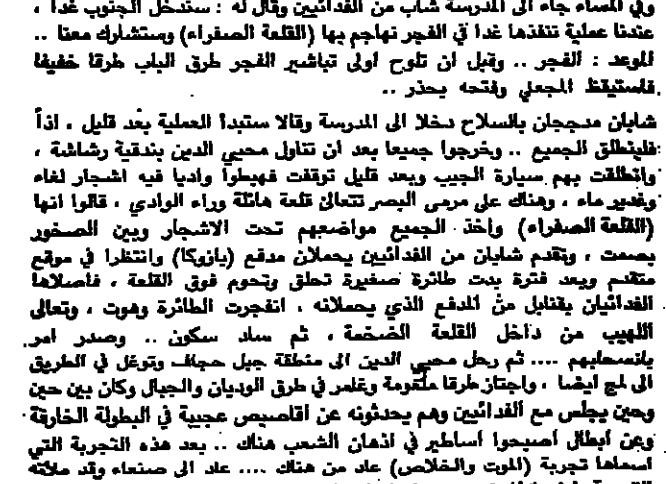 وفي المساء جاء الى المدرسة شاب من الفدائيين وقال له : سندخل الجنوب غدا ،
عندنا عملية ننفذها غدا في الفجر نهاجم بها (القلعة الصفراء) وستشارك معنا ..
الموعد : الفجر .. وقبل ان تلوح اولى تباشير الفجر طرق الباب طرقا خفيفا
فاستيقظ المجعلي وفتحه بحذر ..
شابان مدججان بالسلاح دخلا الى المدرسة وقالا ستبدأ العملية بعد قليل ، اذاً
فلينطلق الجميع .. وخرجوا جميعا بعد ان تناول محيي الدين بندقية رشاشة ،
وانطلقت بهم سيارة الجيب وبعد قليل توقفت فهبطوا واديا فيه اشجار لغاء
وغدير ماء ، وهناك على مرمى البصر تتعالى قلعة هائلة وراء الوادي ، قالوا انها
(القلعة الصفراء) واخذ الجميع مواضعهم تحت الاشجار وبين الصخور
بصمت ، وتقدم شابان من الفدائيين يحملان مدفع (بازوكا) وانتظرا في موقع
متقدم وبعد فترة بدت طائرة صغيرة تحلق وتحوم فوق القلعة ، فاصلاها
الفدائيان بقنابل من المدفع الذي يحملانه . انفجرت الطائرة وهوت ، وتعالى
اللهيب من داخل القلعة الضخمة ، ثم ساد سكون .. وصدر امر
بانسحابهم .... ثم رحل محيي الدين الى منطقة جبل حجاف وتوغل في الطريق
الى لمج ايضا ، واجتاز طرقا ملغومة وغامر في طرق الوديان والجبال وكان بين حين
وحين يجلس مع الفدائيين وهم يحدثونه عن اقاصيص عجيبة في البطولة الخارقة
وعن أبطال أصبحوا أساطير في اذهان الشعب هناك .. بعد هذه التجربة التي
اسماها تجربة (الموت والخلاص) عاد من هناك .... عاد الى صنعاء وقد ملأته